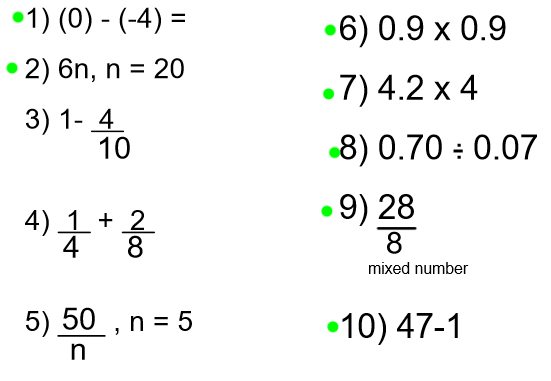 1) (0) - (-4) =
2) 6n, n = 20
3) 1- 4/10
4) 1/4 + 2/8
5) 50/n , n = 5
6) 0.9 x 0.9
7) 4.2 x 4
8) 0.70 ÷ 0.07
9) 28/8
mixed number
10) 47-1